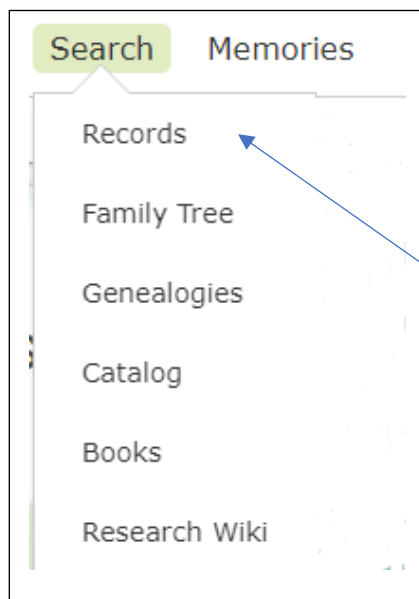 Search Memories
Records
Family Tree
Genealogies
Catalog
Books
Research Wiki